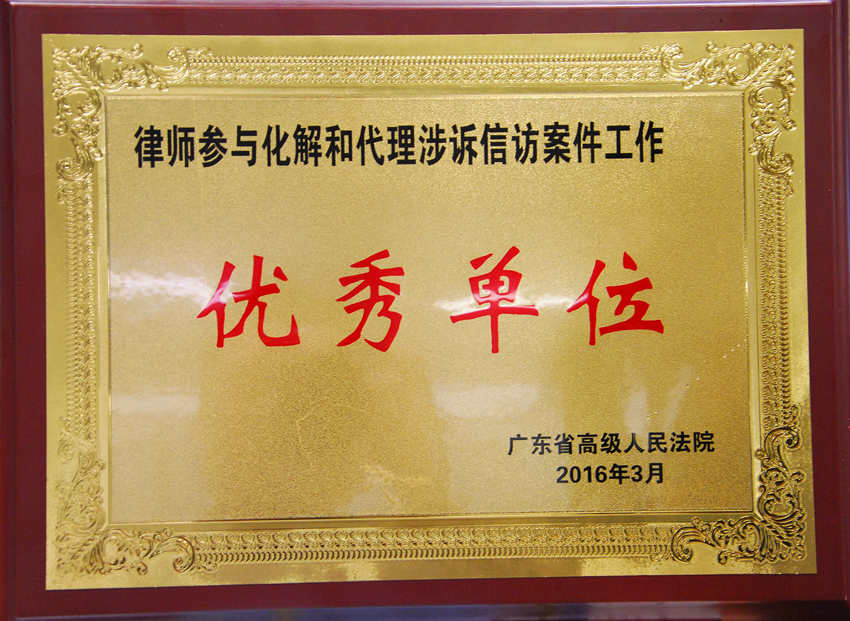 律师参与化解和代理涉诉信访案件工作
优秀单位
广东省高级人民法院
2016年3月